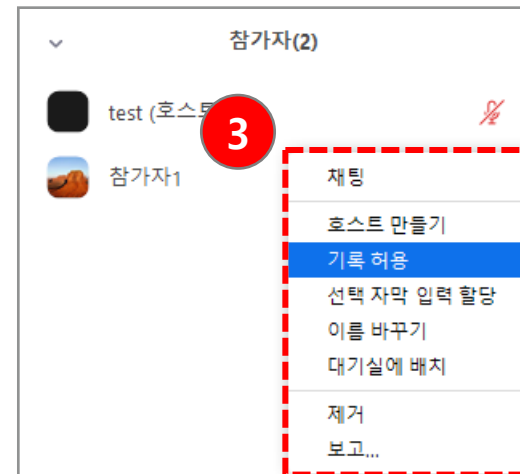 참가자(2)
test (호스트
3
참가자1
채팅
호스트 만들기
기록 허용
선택 자막 입력 할당
이름 바꾸기
대기실에 배치
제거
보고...